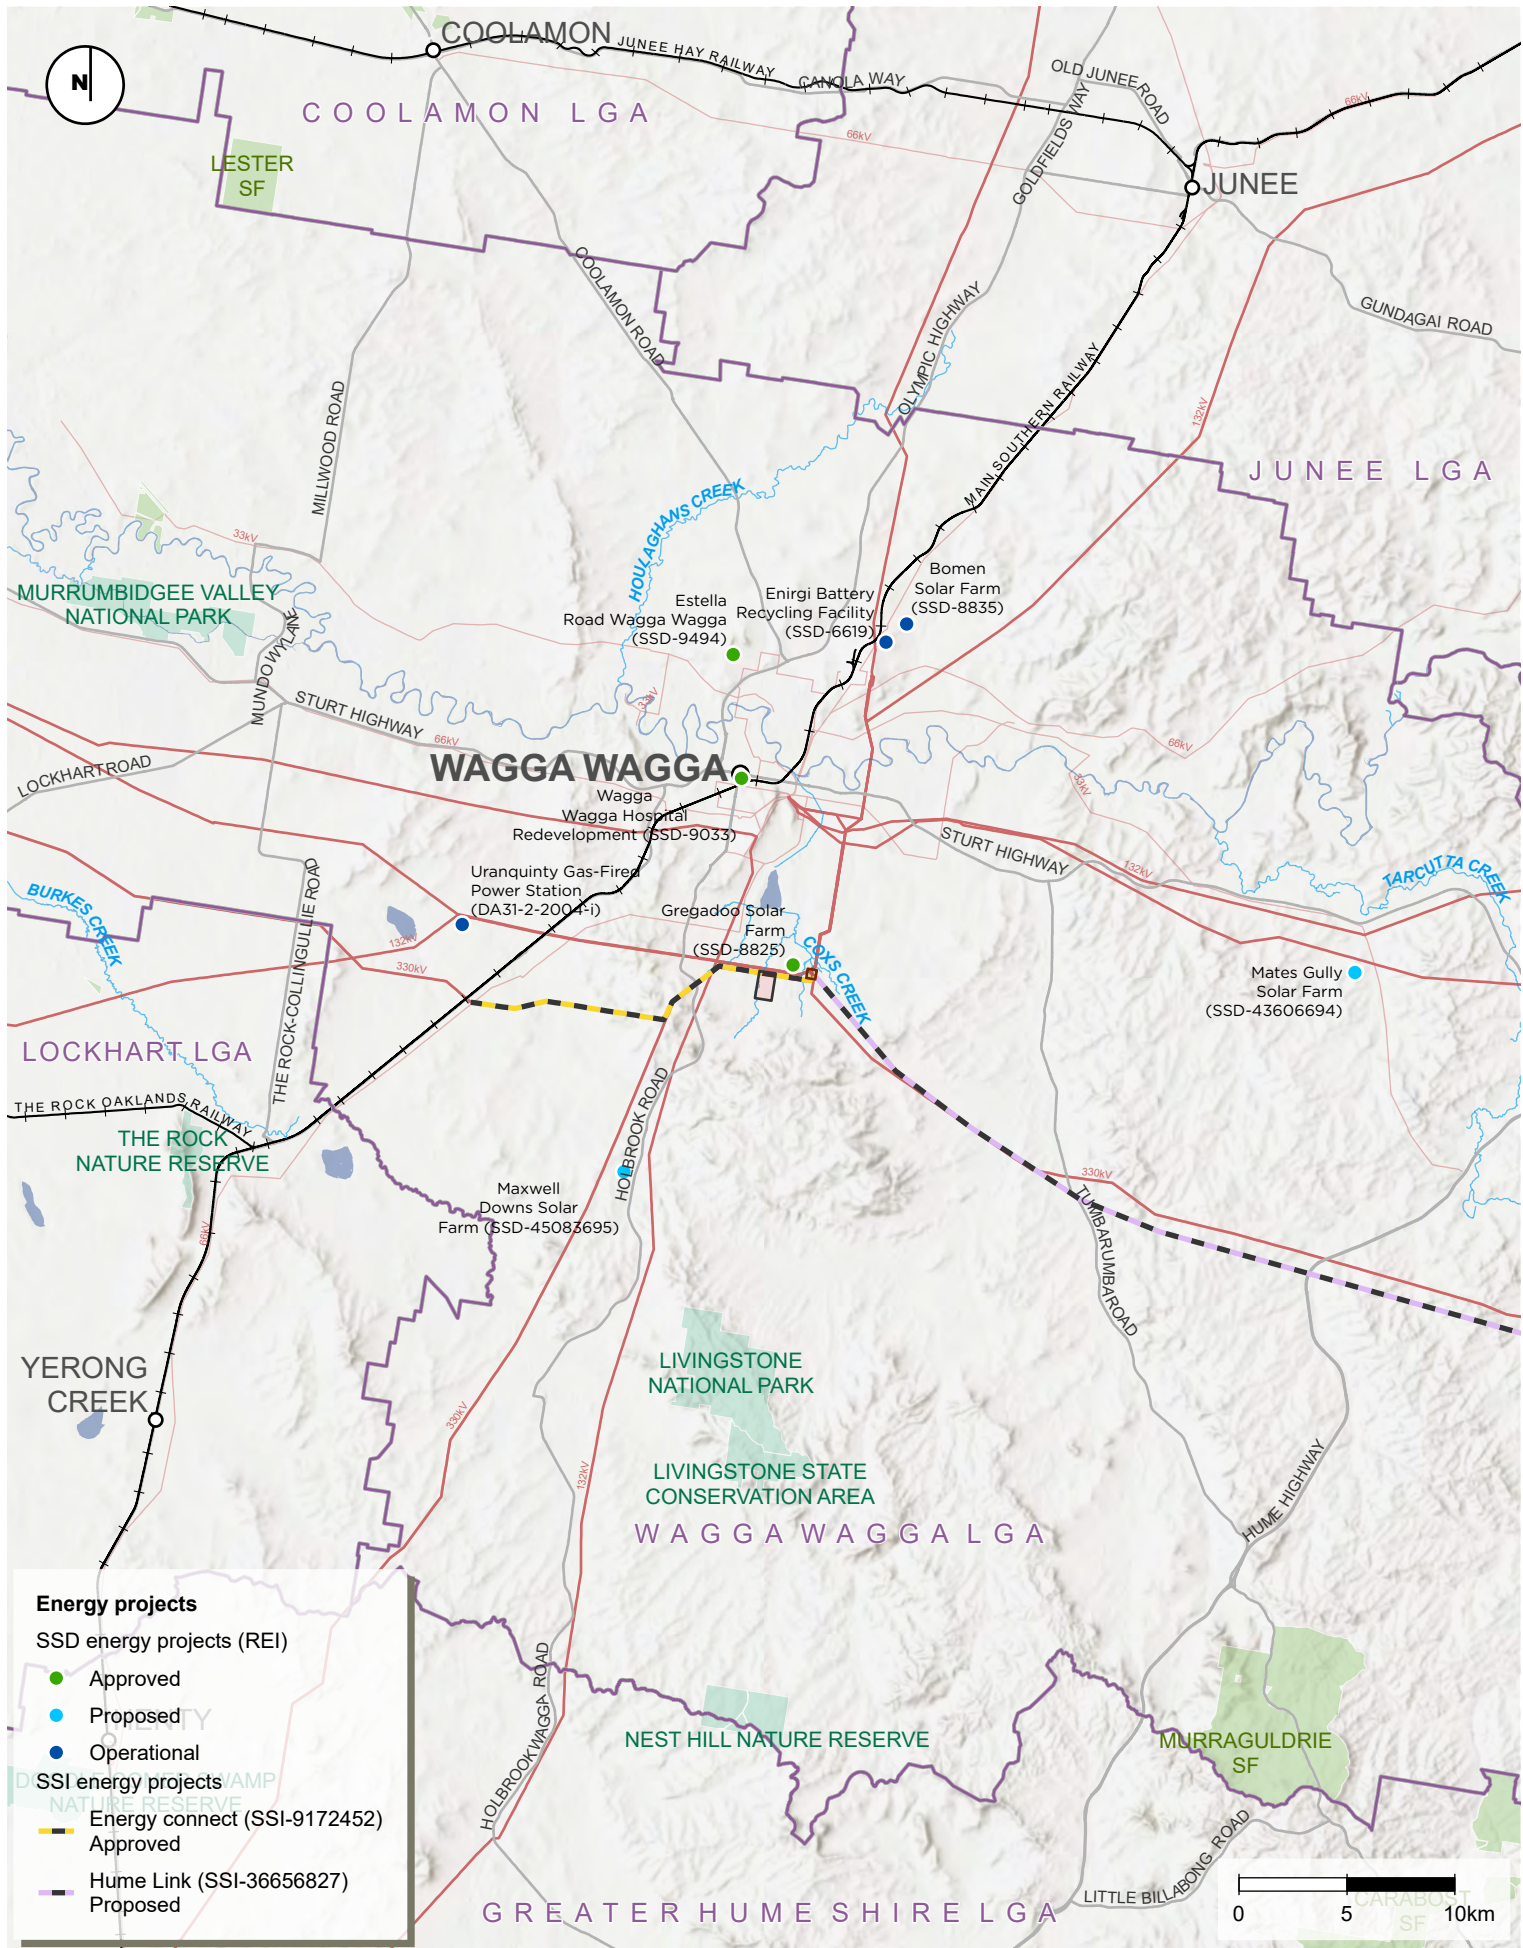 N
COOLAMON
JUNEE HAY RAILWAY
CANOLA WAY
OLD JUNEE ROAD
66kV
COOLAMON LGA
66kV
GOLDFIELDS WAY
LESTER
SF
JUNEE
COOLAMON ROAD
GUNDAGAI ROAD
OLYMPIC HIGHWAY
MAIN SOUTHERN RAILWAY
132kV
MILLWOOD ROAD
JUNEE LGA
HOULAGHANS CREEK
33kV
MURRUMBIDGEE VALLEY
NATIONAL PARK
Estella
Road Wagga Wagga
(SSD-9494)
Enirgi Battery
Recycling Facility
(SSD-6619)
Bomen
Solar Farm
(SSD-8835)
MUNDOWY LANE
33kV
STURT HIGHWAY
66kV
66kV
LOCKHART ROAD
WAGGA WAGGA
33kV
Wagga
Wagga Hospital
Redevelopment (SSD-9033)
STURT HIGHWAY
132kV
TARCUTTA CREEK
Uranquinty Gas-Fired
Power Station
(DA31-2-2004-i)
BURKES CREEK
THE ROCK-COLLINGULLIE ROAD
Gregadoo Solar
Farm
(SSD-8825)
132kV
330kV
COXS CREEK
Mates Gully
Solar Farm
(SSD-43606694)
LOCKHART LGA
THE ROCK OAKLANDS RAILWAY
THE ROCK
NATURE RESERVE
HOLBROOK ROAD
330kV
Maxwell
Downs Solar
Farm (SSD-45083695)
66kV
TUMBARUMBA ROAD
YERONG
CREEK
LIVINGSTONE
NATIONAL PARK
330kV
132kV
LIVINGSTONE STATE
CONSERVATION AREA
HUME HIGHWAY
WAGGA WAGGA LGA
HOLBROOKWAGGA ROAD
NEST HILL NATURE RESERVE
MURRAGULDRIE
SF
LITTLE BILLABONG ROAD
GREATER HUME SHIRE LGA
CARABOST
SF
0 5 10km
Energy projects
SSD energy projects (REI)
Approved
Proposed
Operational
SSI energy projects
NATURE RESERVE
Energy connect (SSI-9172452)
Approved
Hume Link (SSI-36656827)
Proposed